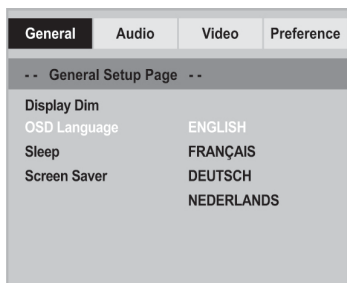 General Audio Video Preference
-- General Setup Page --
Display Dim
OSD Language ENGLISH
Sleep FRANÇAIS
Screen Saver DEUTSCH
NEDERLANDS